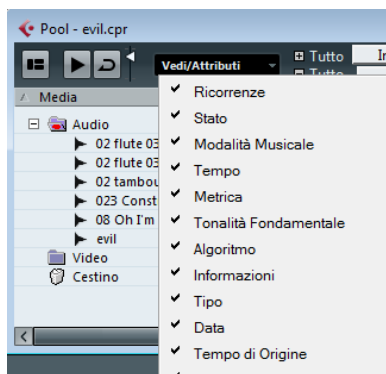 Pool - evil.cpr
Vedi/Attributi
Tutto
Tutto
Media
Audio
02 flute 03
02 flute 03
02 tambou
023 Const
08 Oh I'm
evil
Video
Cestino
Ricorrenze
Stato
Modalità Musicale
Tempo
Metrica
Tonalità Fondamentale
Algoritmo
Informazioni
Tipo
Data
Tempo di Origine